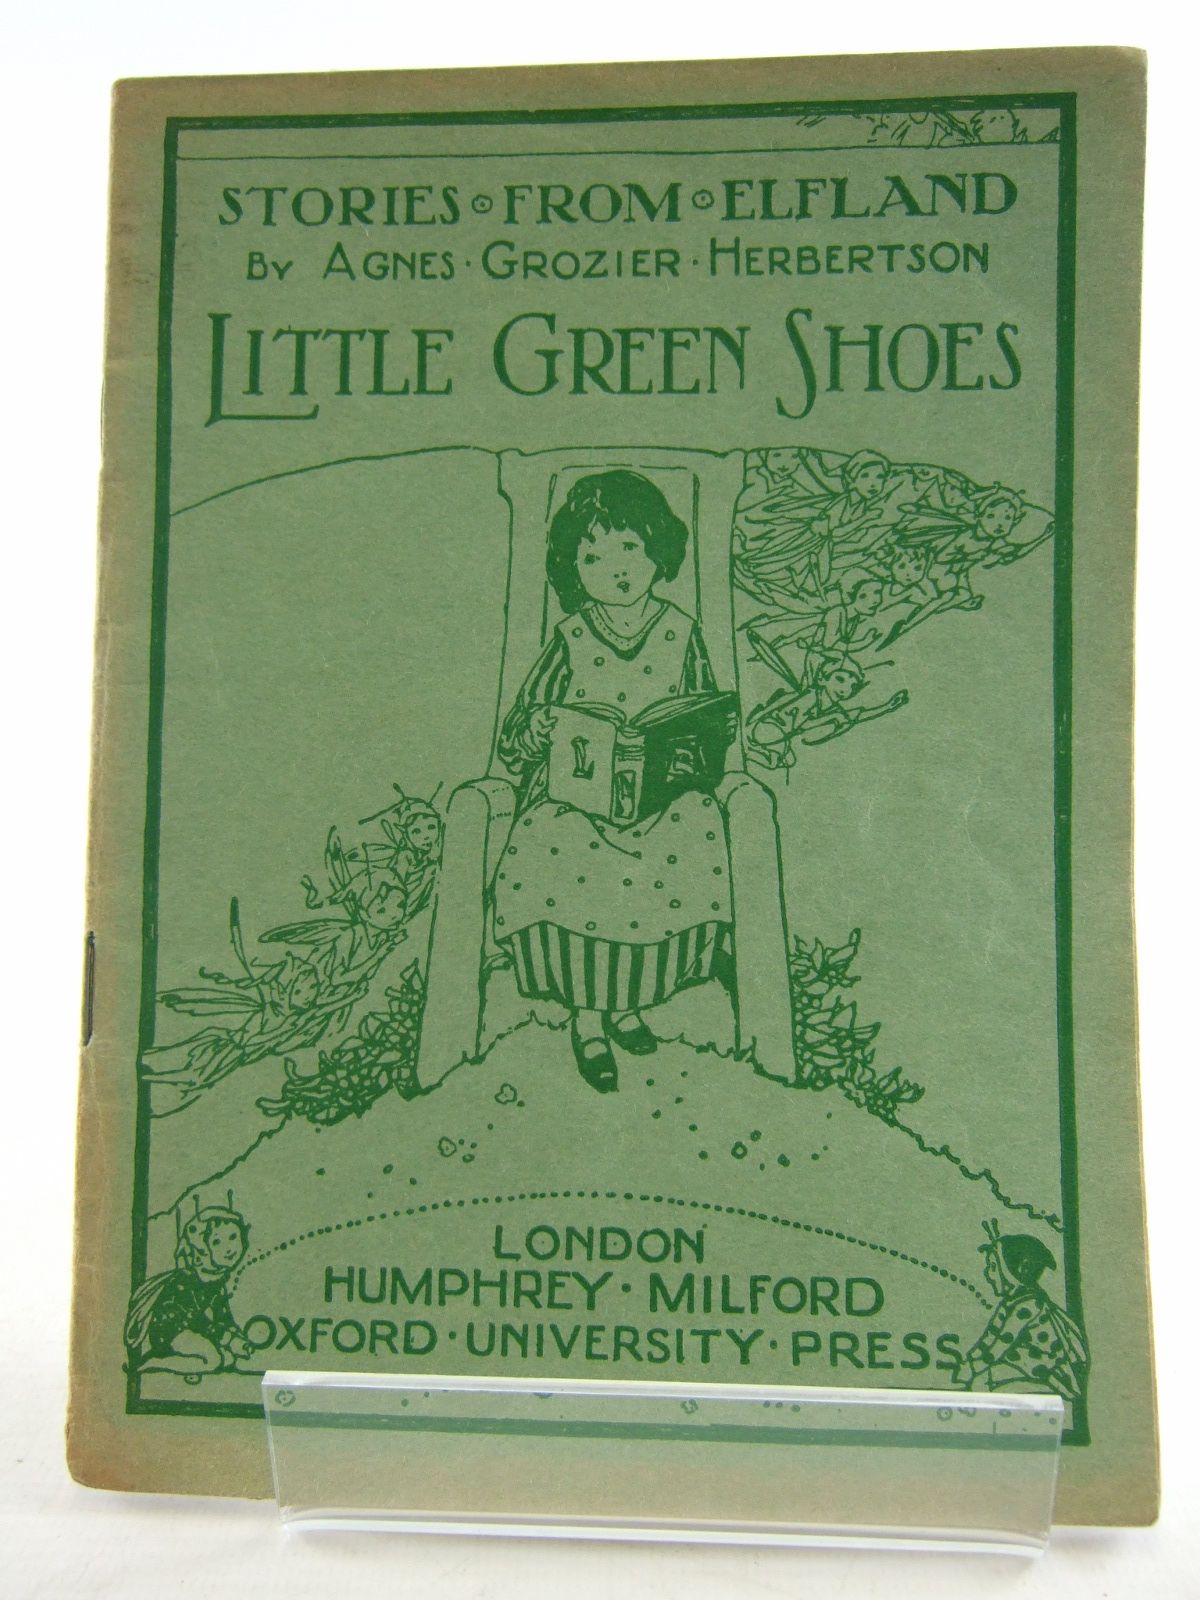 STORIES FROM ELFLAND
BY AGNES · GROZIER · HERBERTSON
LITTLE GREEN SHOES
LONDON
HUMPHREY · MILFORD
OXFORD · UNIVERSITY · PRESS